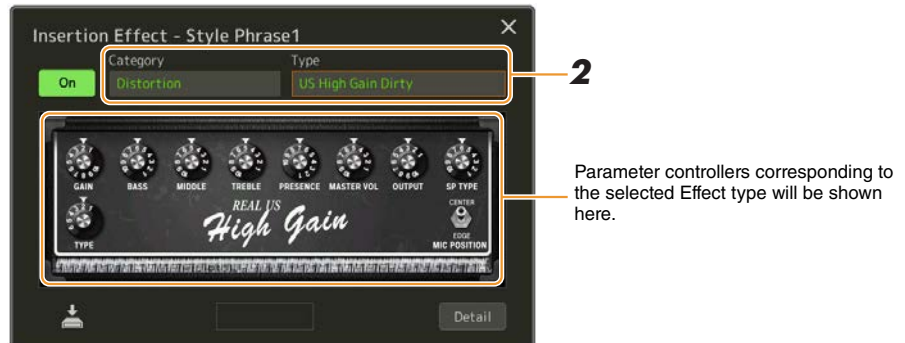 Insertion Effect - Style Phrase1
Category Type
On Distortion US High Gain Dirty
2
GAIN BASS MIDDLE TREBLE PRESENCE MASTER VOL OUTPUT SP TYPE
REAL US
High Gain
TYPE
CENTER
EDGE
MIC POSITION
Parameter controllers corresponding to
the selected Effect type will be shown
here.
Detail